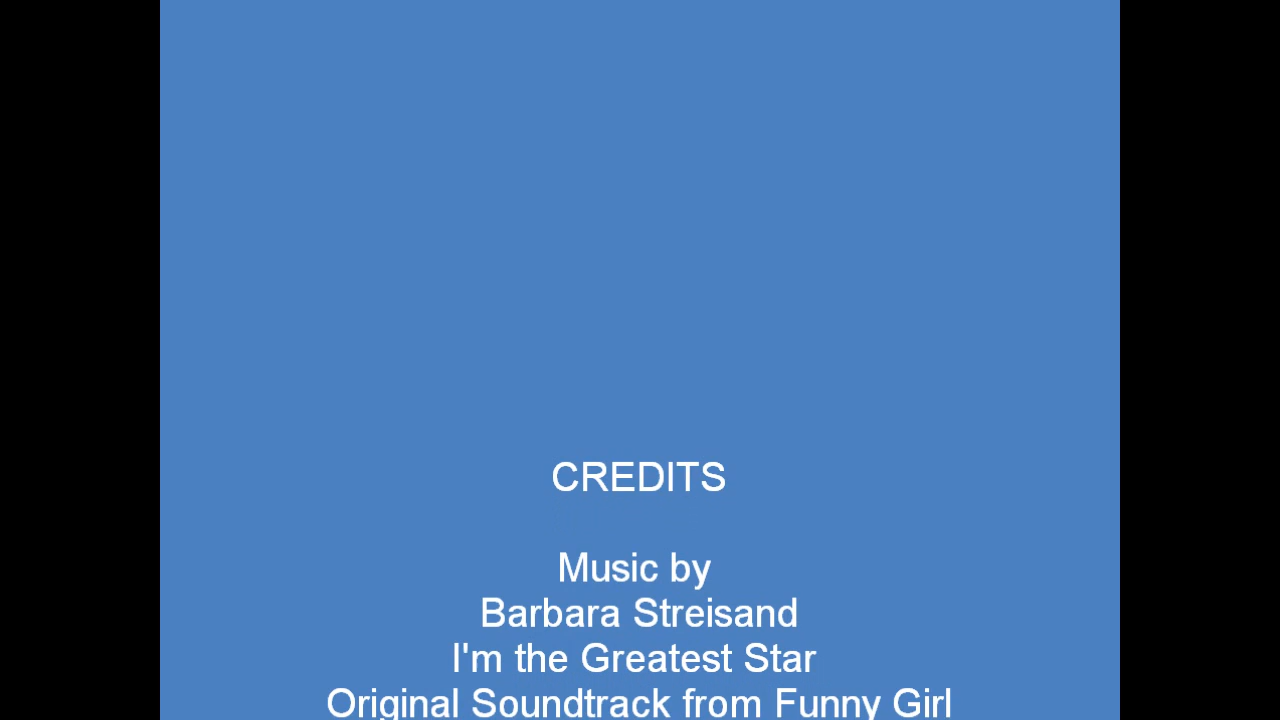 CREDITS
Music by
Barbara Streisand
I'm the Greatest Star
Original Soundtrack from Funny Girl